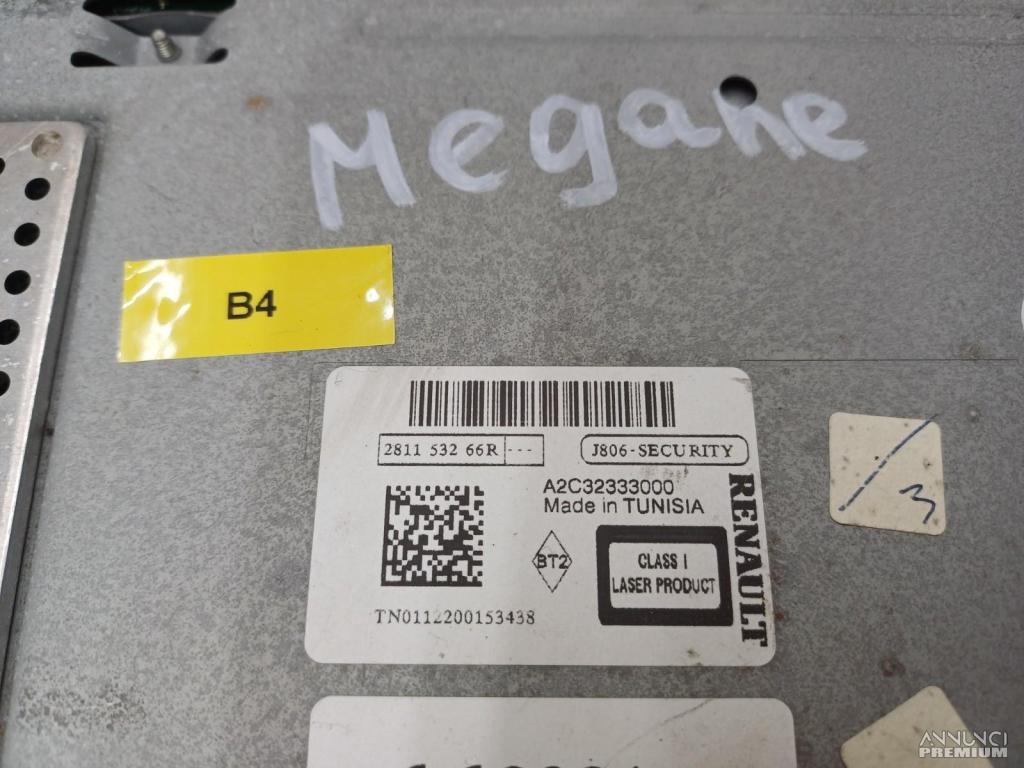 Megane
B4
2811 532 66R ---
J806-SECURITY
A2C32333000
Made in TUNISIA
RENAULT
BT2
CLASS I
LASER PRODUCT
TN0112200153438
/3
ANNUNCI
PREMIUM